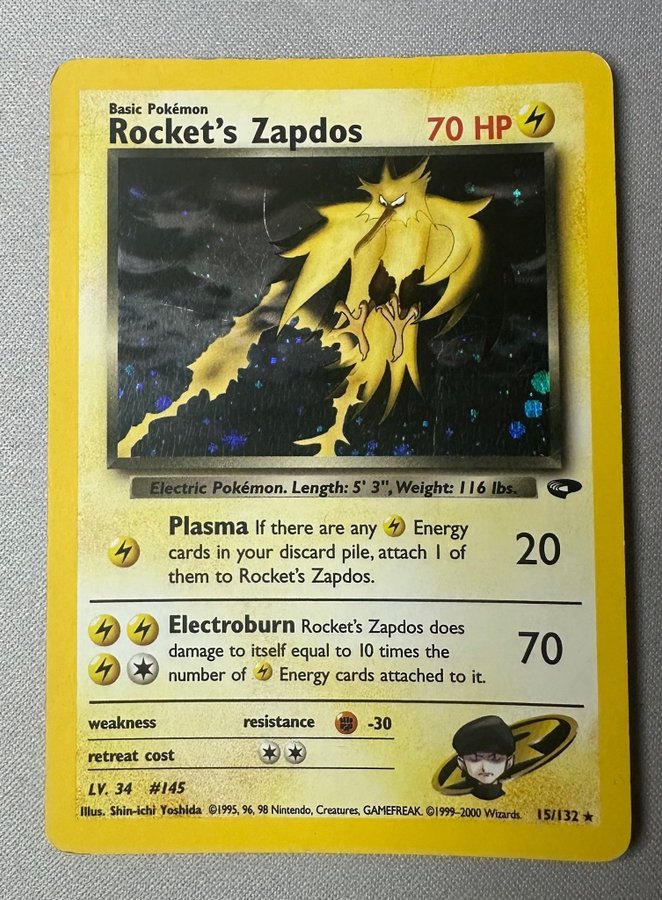 Basic Pokémon
Rocket's Zapdos 70 HP
Electric Pokémon. Length: 5' 3", Weight: 116 lbs.
Plasma If there are any Energy
cards in your discard pile, attach 1 of
them to Rocket's Zapdos.
20
Electroburn Rocket's Zapdos does
damage to itself equal to 10 times the
number of Energy cards attached to it.
70
weakness resistance -30
retreat cost
LV. 34 #145
Illus. Shin-ichi Yoshida ©1995, 96, 98 Nintendo, Creatures, GAMEFREAK. ©1999–2000 Wizards. 15/132 ★